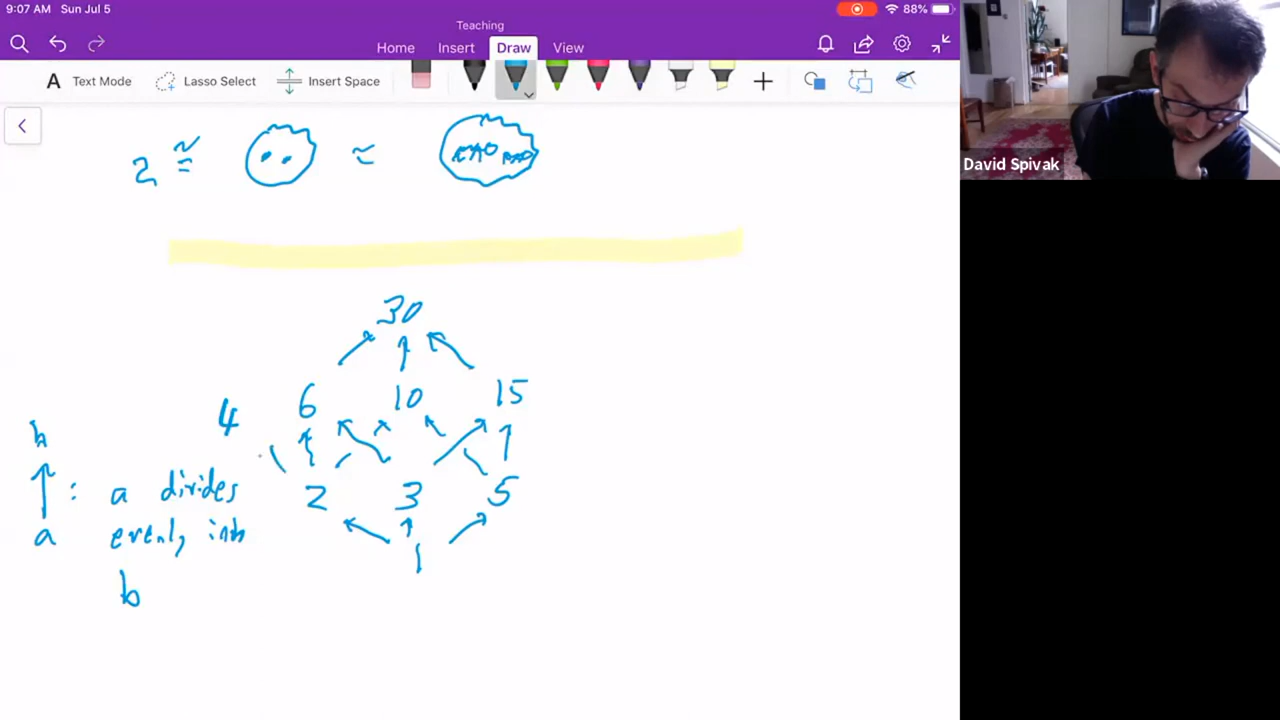 9:07 AM Sun Jul 5
88%
Teaching
Home Insert Draw View
A Text Mode Lasso Select Insert Space
David Spivak
2 ≅ ≅
30
6 10 15
4
b
2 3 5
: a divides
a evenly into
1
b